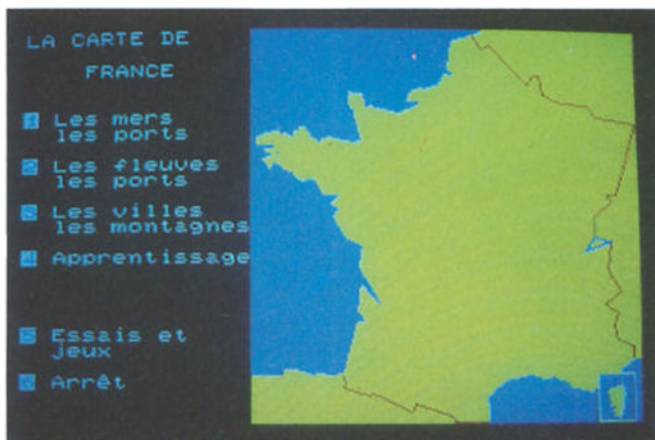 LA CARTE DE
FRANCE
1 Les mers
les ports
2 Les fleuves
les ports
3 Les villes
les montagnes
4 Apprentissage
5 Essais et
jeux
Arrêt